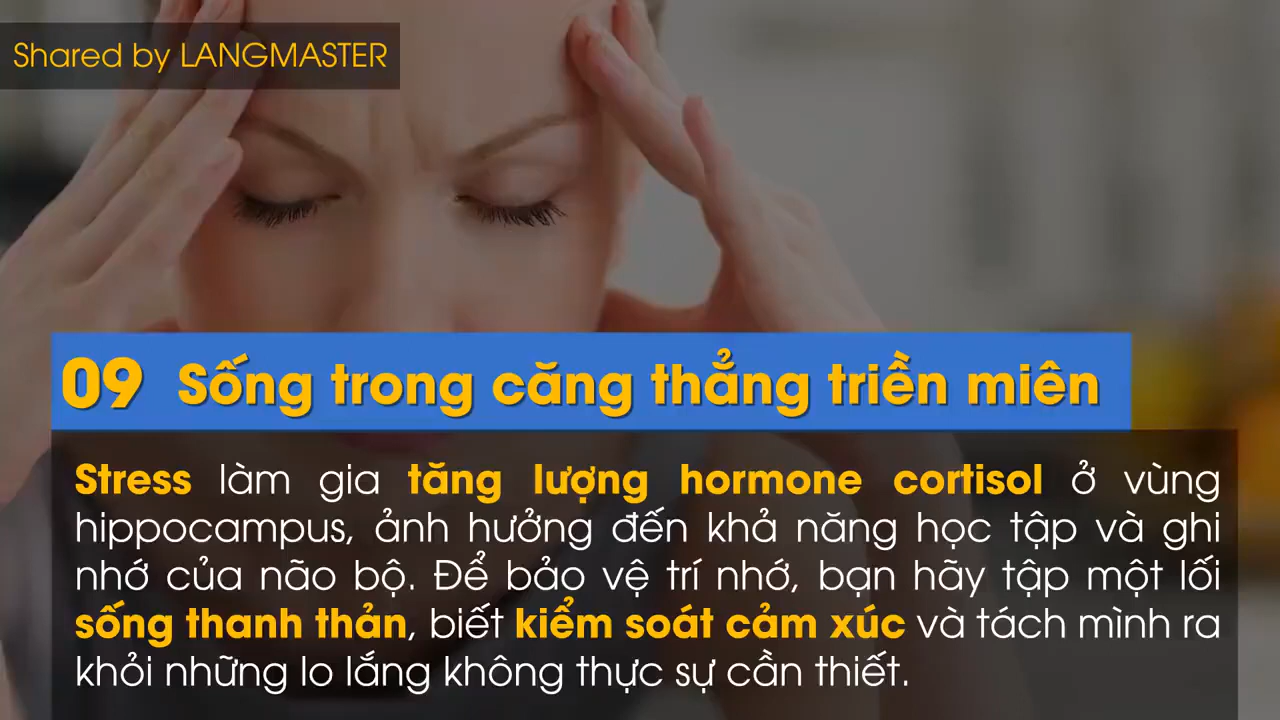 Shared by LANGMASTER
09 Sống trong căng thẳng triền miên
Stress làm gia tăng lượng hormone cortisol ở vùng
hippocampus, ảnh hưởng đến khả năng học tập và ghi
nhớ của não bộ. Để bảo vệ trí nhớ, bạn hãy tập một lối
sống thanh thản, biết kiểm soát cảm xúc và tách mình ra
khỏi những lo lắng không thực sự cần thiết.